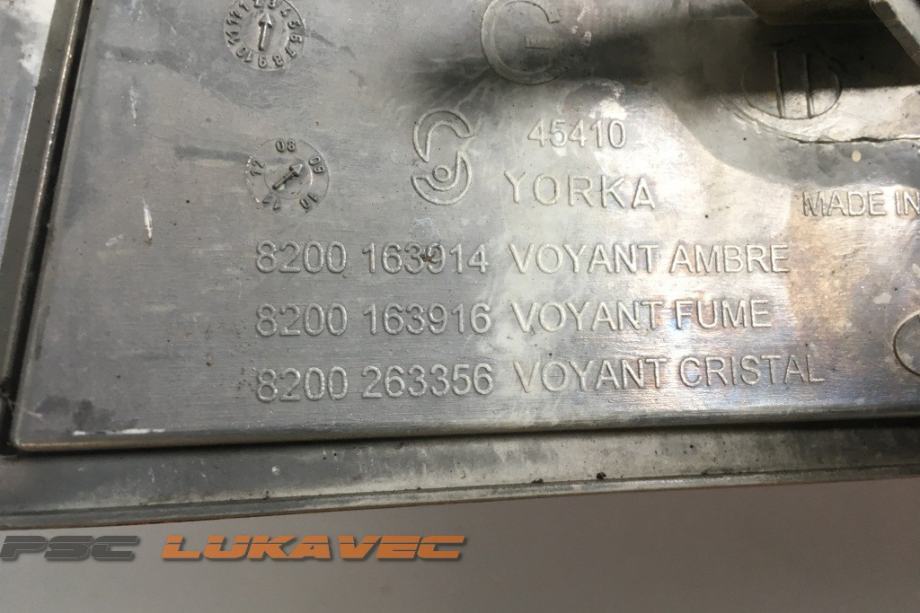 45410
YORKA
MADE IN
8200 163914 VOYANT AMBRE
8200 163916 VOYANT FUME
8200 263356 VOYANT CRISTAL
PSC LUKAVEC